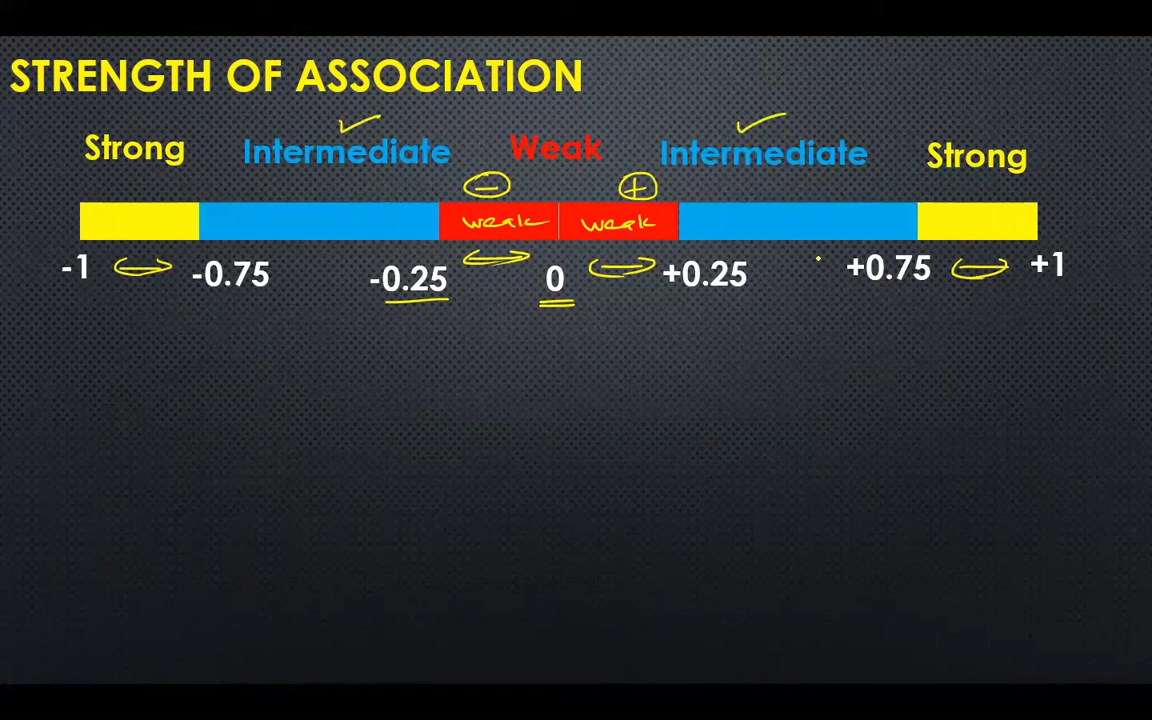 STRENGTH OF ASSOCIATION
Strong Intermediate Weak Intermediate Strong
- +
weak weak
-1 -0.75 -0.25 0 +0.25 +0.75 +1